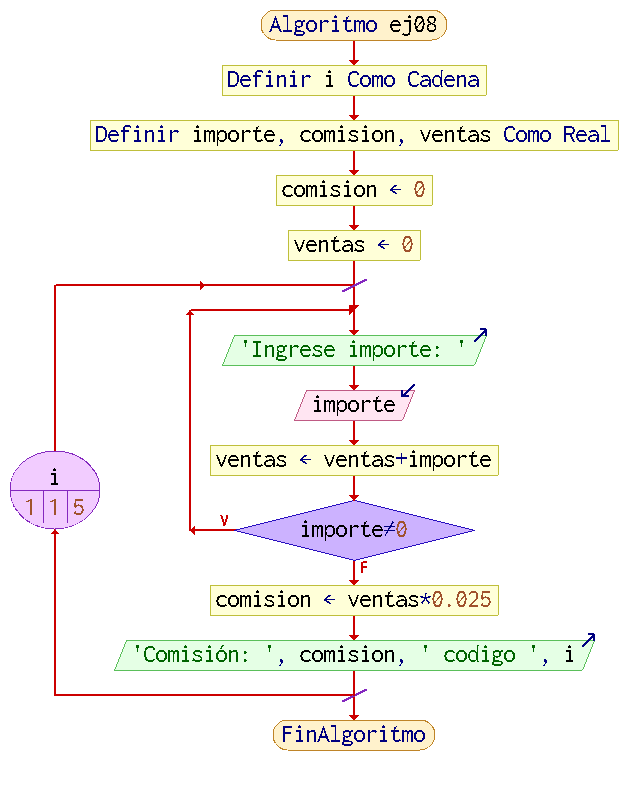 Algoritmo ej08
Definir i Como Cadena
Definir importe, comision, ventas Como Real
comision ← 0
ventas ← 0
'Ingrese importe: '
importe
ventas ← ventas+importe
i
1 1 5
V
importe≠0
F
comision ← ventas*0.025
'Comisión: ', comision, ' codigo ', i
FinAlgoritmo